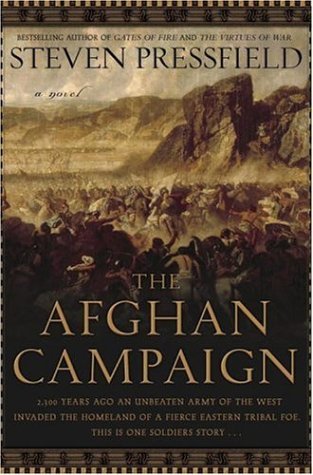 BESTSELLING AUTHOR OF GATES OF FIRE AND THE VIRTUES OF WAR
STEVEN PRESSFIELD
a novel
THE
AFGHAN
CAMPAIGN
2,300 YEARS AGO AN UNBEATEN ARMY OF THE WEST
INVADED THE HOMELAND OF A FIERCE EASTERN TRIBAL FOE.
THIS IS ONE SOLDIERS STORY . . .